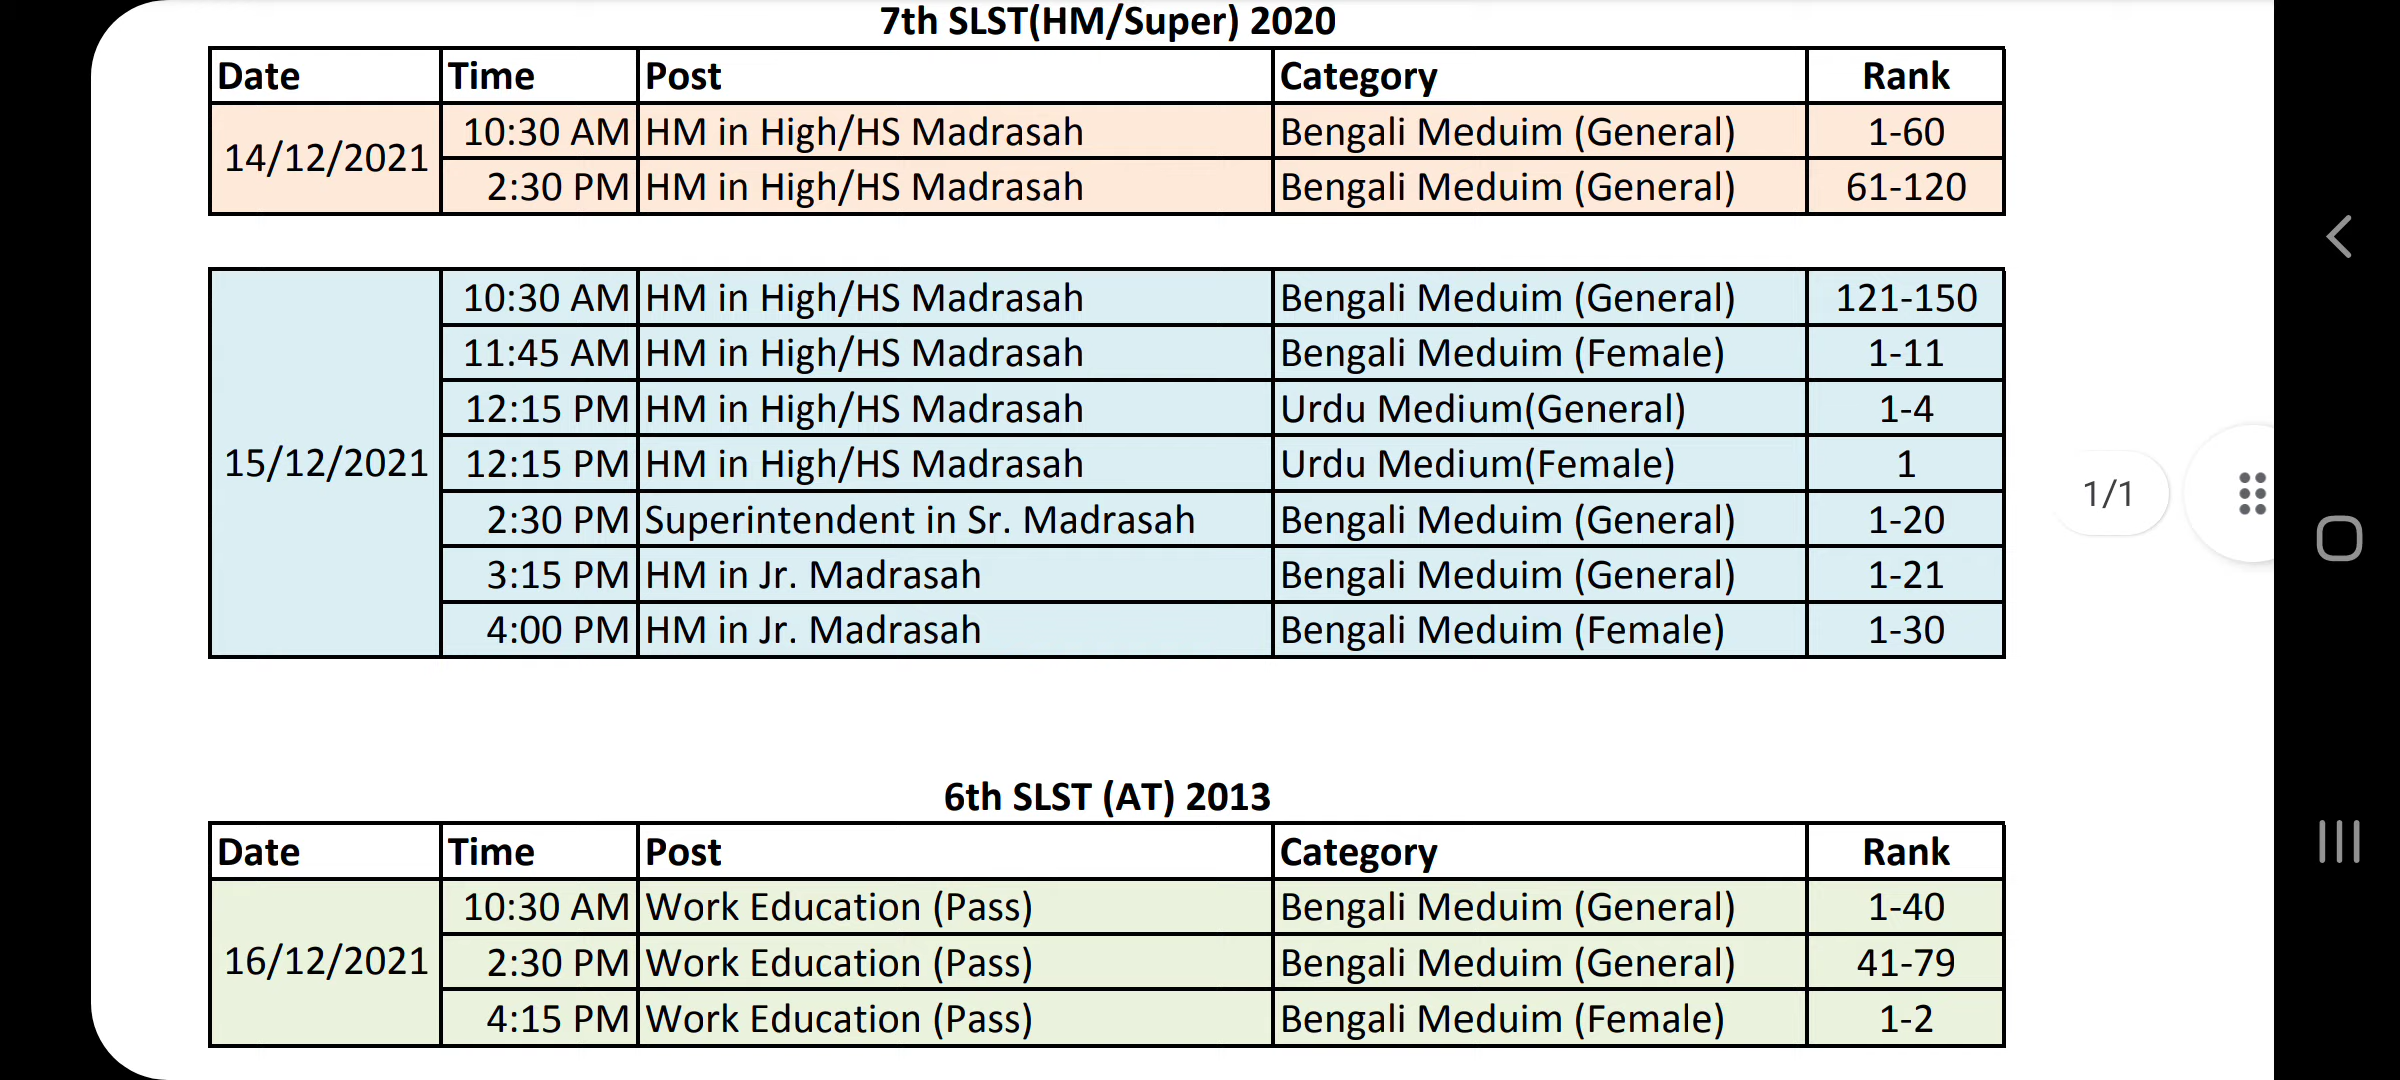 7th SLST(HM/Super) 2020
Date Time Post Category Rank
14/12/2021 10:30 AM HM in High/HS Madrasah Bengali Meduim (General) 1-60
2:30 PM HM in High/HS Madrasah Bengali Meduim (General) 61-120
15/12/2021 10:30 AM HM in High/HS Madrasah Bengali Meduim (General) 121-150
11:45 AM HM in High/HS Madrasah Bengali Meduim (Female) 1-11
12:15 PM HM in High/HS Madrasah Urdu Medium(General) 1-4
12:15 PM HM in High/HS Madrasah Urdu Medium(Female) 1
2:30 PM Superintendent in Sr. Madrasah Bengali Meduim (General) 1-20
3:15 PM HM in Jr. Madrasah Bengali Meduim (General) 1-21
4:00 PM HM in Jr. Madrasah Bengali Meduim (Female) 1-30
1/1
6th SLST (AT) 2013
Date Time Post Category Rank
16/12/2021 10:30 AM Work Education (Pass) Bengali Meduim (General) 1-40
2:30 PM Work Education (Pass) Bengali Meduim (General) 41-79
4:15 PM Work Education (Pass) Bengali Meduim (Female) 1-2